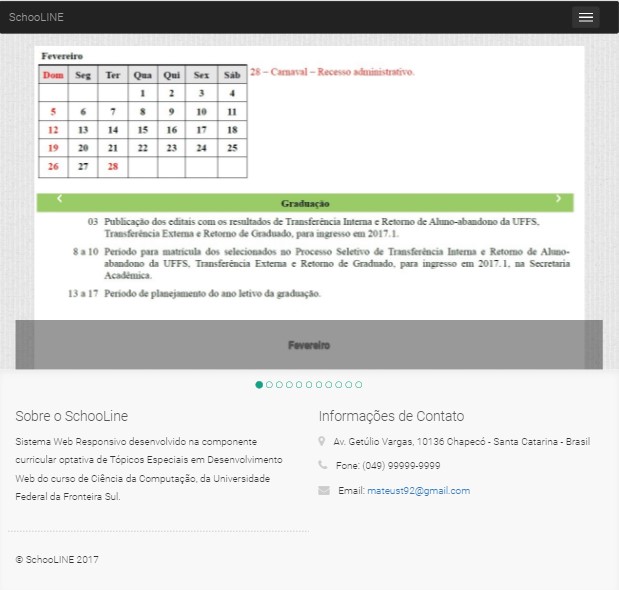 SchooLINE
Fevereiro
Dom Seg Ter Qua Qui Sex Sáb
28 – Carnaval – Recesso administrativo.
1 2 3 4
5 6 7 8 9 10 11
12 13 14 15 16 17 18
19 20 21 22 23 24 25
26 27 28
Graduação
03 Publicação dos editais com os resultados de Transferência Interna e Retorno de Aluno-abandono da UFFS,
Transferência Externa e Retorno de Graduado, para ingresso em 2017.1.
8 a 10 Período para matrícula dos selecionados no Processo Seletivo de Transferência Interna e Retorno de Aluno-
abandono da UFFS, Transferência Externa e Retorno de Graduado, para ingresso em 2017.1, na Secretaria
Acadêmica.
13 a 17 Período de planejamento do ano letivo da graduação.
Fevereiro
Sobre o SchooLine
Sistema Web Responsivo desenvolvido na componente
curricular optativa de Tópicos Especiais em Desenvolvimento
Web do curso de Ciência da Computação, da Universidade
Federal da Fronteira Sul.
Informações de Contato
Av. Getúlio Vargas, 10136 Chapecó - Santa Catarina - Brasil
Fone: (049) 99999-9999
Email: mateust92@gmail.com
© SchooLINE 2017